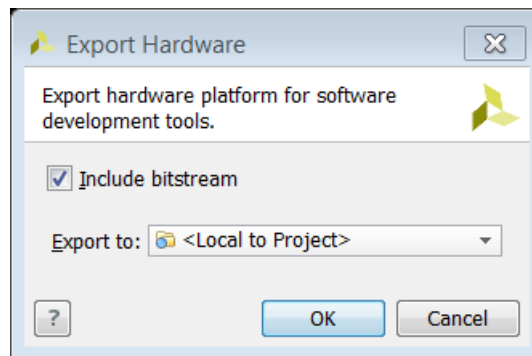 Export Hardware
Export hardware platform for software
development tools.
Include bitstream
Export to: <Local to Project>
? OK Cancel